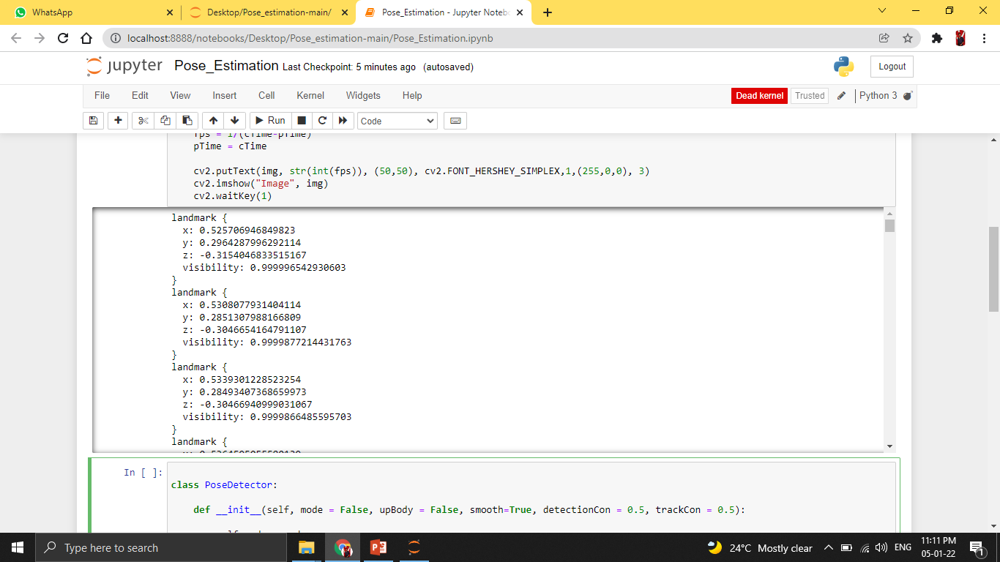 WhatsApp
Desktop/Pose_estimation-main/
Pose_Estimation - Jupyter Notebo
localhost:8888/notebooks/Desktop/Pose_estimation-main/Pose_Estimation.ipynb
jupyter Pose_Estimation Last Checkpoint: 5 minutes ago (autosaved)
Logout
File Edit View Insert Cell Kernel Widgets Help
Dead kernel Trusted Python 3
Run Code
fps = 1/(cTime-pTime)
pTime = cTime
cv2.putText(img, str(int(fps)), (50,50), cv2.FONT_HERSHEY_SIMPLEX,1,(255,0,0), 3)
cv2.imshow("Image", img)
cv2.waitKey(1)
landmark {
x: 0.525706946849823
y: 0.2964287996292114
z: -0.3154046833515167
visibility: 0.999996542930603
}
landmark {
x: 0.5308077931404114
y: 0.2851307988166809
z: -0.3046654164791107
visibility: 0.9999877214431763
}
landmark {
x: 0.5339301228523254
y: 0.28493407368659973
z: -0.30466940999031067
visibility: 0.9999866485595703
}
landmark {
In [ ]:
class PoseDetector:
def __init__(self, mode = False, upBody = False, smooth=True, detectionCon = 0.5, trackCon = 0.5):
Type here to search
24°C Mostly clear
ENG
11:11 PM
05-01-22
1